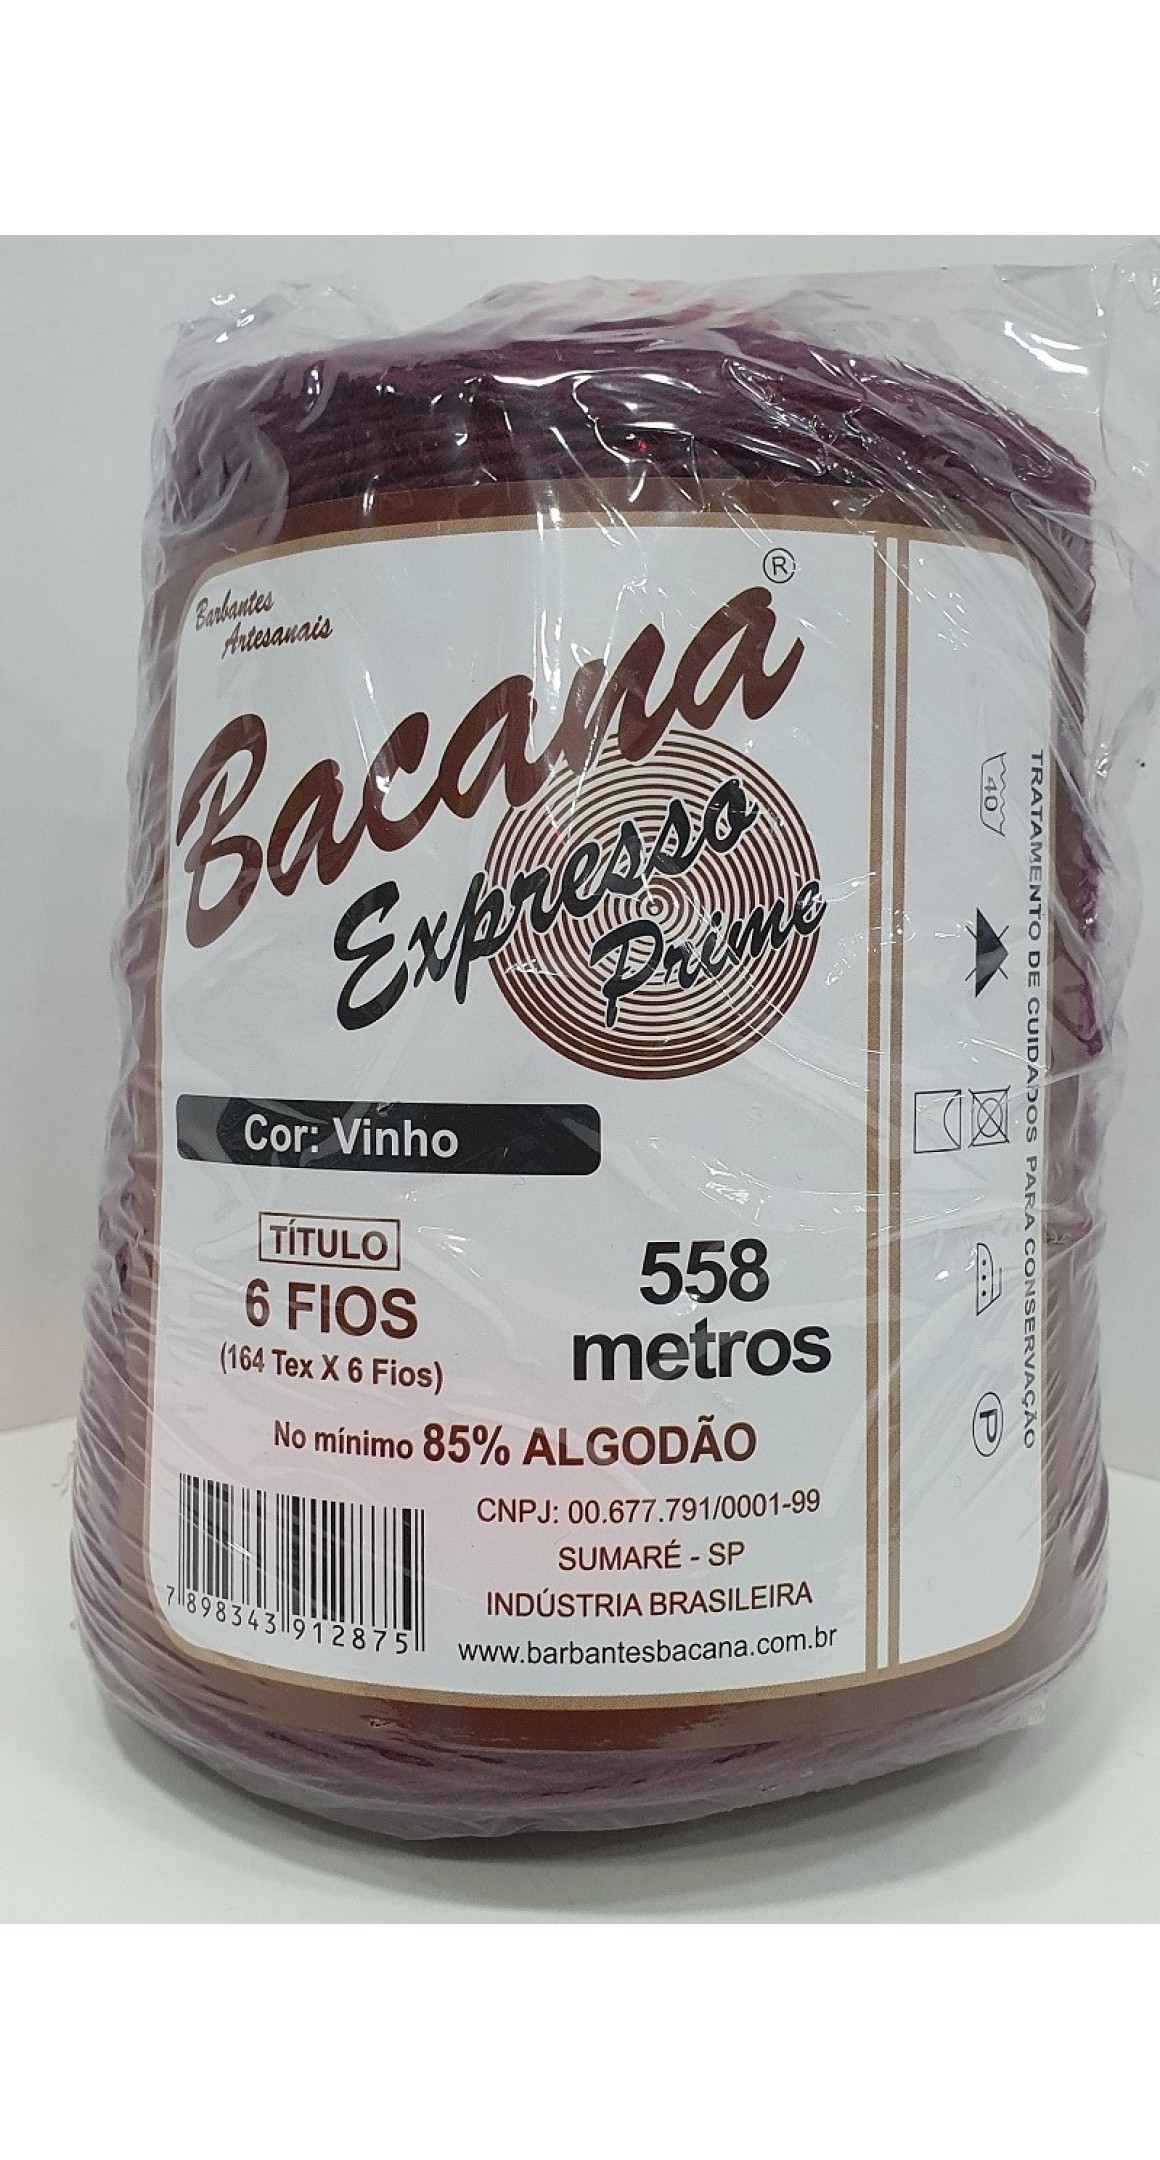 Barbantes
Artesanais
Bacana®
Expresso
Prime
Cor: Vinho
TÍTULO
6 FIOS
(164 Tex X 6 Fios)
558
metros
No mínimo 85% ALGODÃO
7 898343 912875
CNPJ: 00.677.791/0001-99
SUMARÉ - SP
INDÚSTRIA BRASILEIRA
www.barbantesbacana.com.br
TRATAMENTO DE CUIDADOS PARA CONSERVAÇÃO
40
P